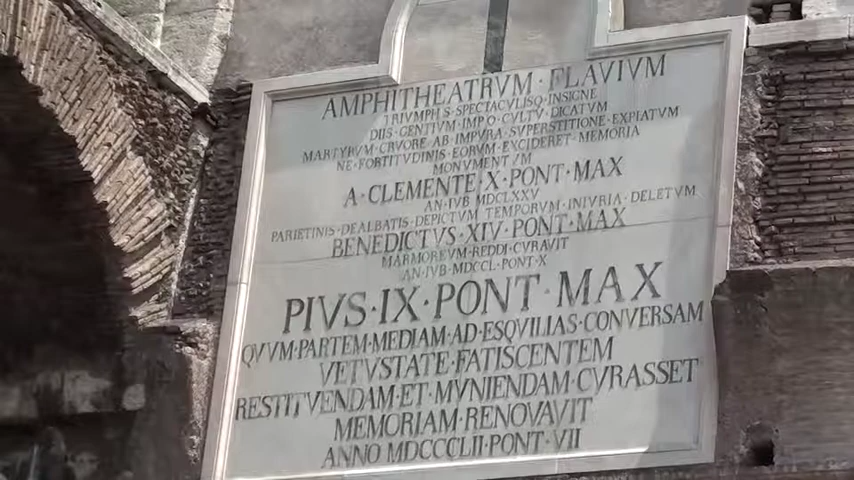 AMPHITHEATRVM · FLAVIVM
TRIVMPHIS · SPECTACVLISQ · INSIGNE
DIIS · GENTIVM · IMPIO · CVLTV · DICATVM
MARTYRVM · CRVORE · AB · IMPVRA · SVPERSTITIONE · EXPIATVM
NE · FORTITVDINIS · EORVM · EXCIDERET · MEMORIA
MONVMENTVM
A · CLEMENTE · X · PONT · MAX
AN · IVB · MDCLXXV
PARIETINIS · DEALBATIS · DEPICTVM · TEMPORVM · INIVRIA · DELETVM
BENEDICTVS · XIV · PONT · MAX
MARMOREVM · REDDI · CVRAVIT
AN · IVB · MDCCL · PONT · X
PIVS · IX · PONT · MAX
QVVM · PARTEM · MEDIAM · AD · ESQVILIAS · CONVERSAM
VETVSTATE · FATISCENTEM
RESTITVENDAM · ET · MVNIENDAM · CVRASSET
MEMORIAM · RENOVAVIT
ANNO MDCCCLII · PONT · VII